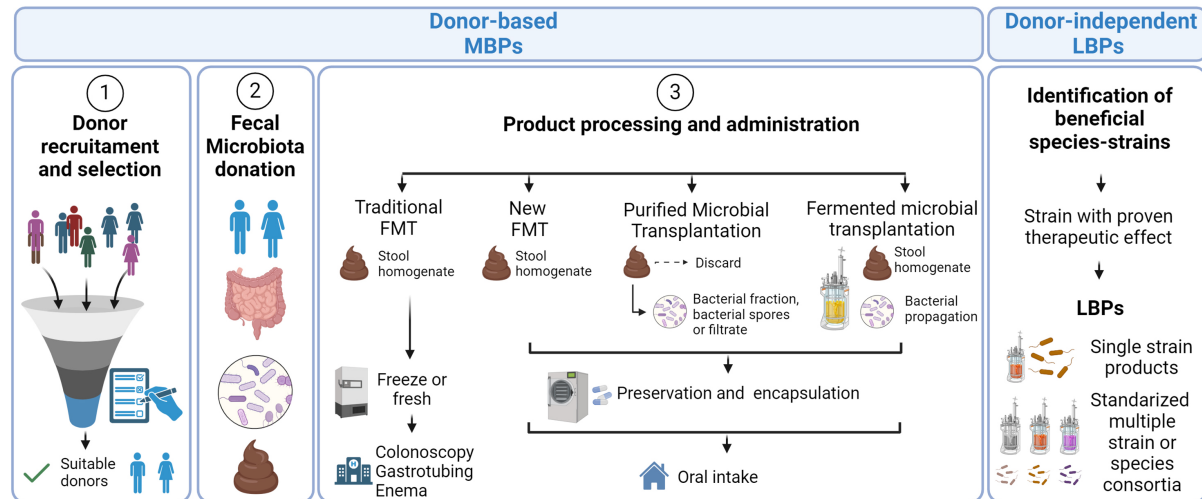 Donor-based
MBPs
Donor-independent
LBPs
1
Donor
recruitament
and selection
Suitable
donors
2
Fecal
Microbiota
donation
3
Product processing and administration
Traditional
FMT
Stool
homogenate
Freeze or
fresh
H
Colonoscopy
Gastrotubing
Enema
New
FMT
Stool
homogenate
Purified Microbial
Transplantation
Discard
Bacterial fraction,
bacterial spores
or filtrate
Fermented microbial
transplantation
Stool
homogenate
Bacterial
propagation
Preservation and encapsulation
Oral intake
Identification of
beneficial
species-strains
Strain with proven
therapeutic effect
LBPs
Single strain
products
Standarized
multiple
strain or
species
consortia